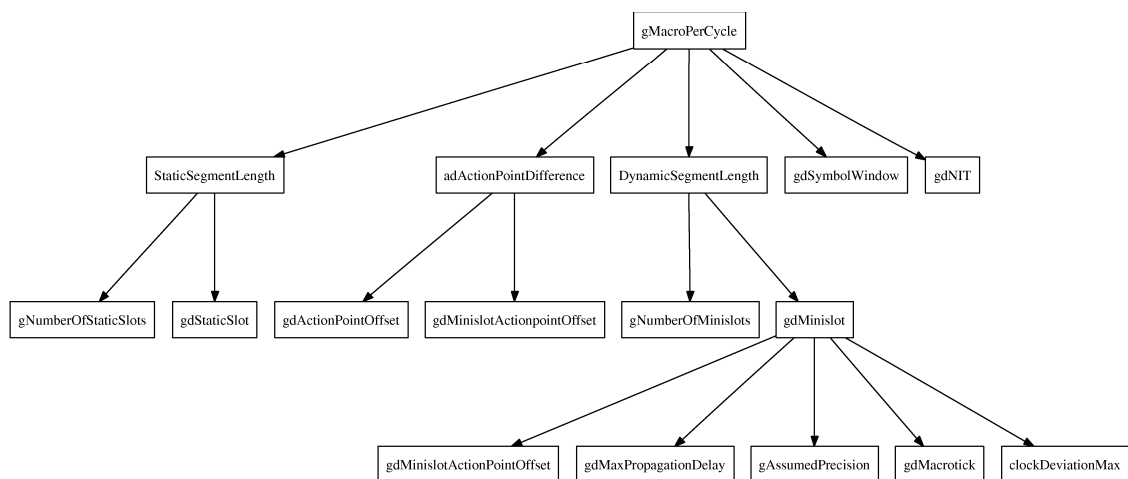 gMacroPerCycle
StaticSegmentLength
adActionPointDifference
DynamicSegmentLength
gdSymbolWindow
gdNIT
gNumberOfStaticSlots
gdStaticSlot
gdActionPointOffset
gdMinislotActionpointOffset
gNumberOfMinislots
gdMinislot
gdMinislotActionPointOffset
gdMaxPropagationDelay
gAssumedPrecision
gdMacrotick
clockDeviationMax